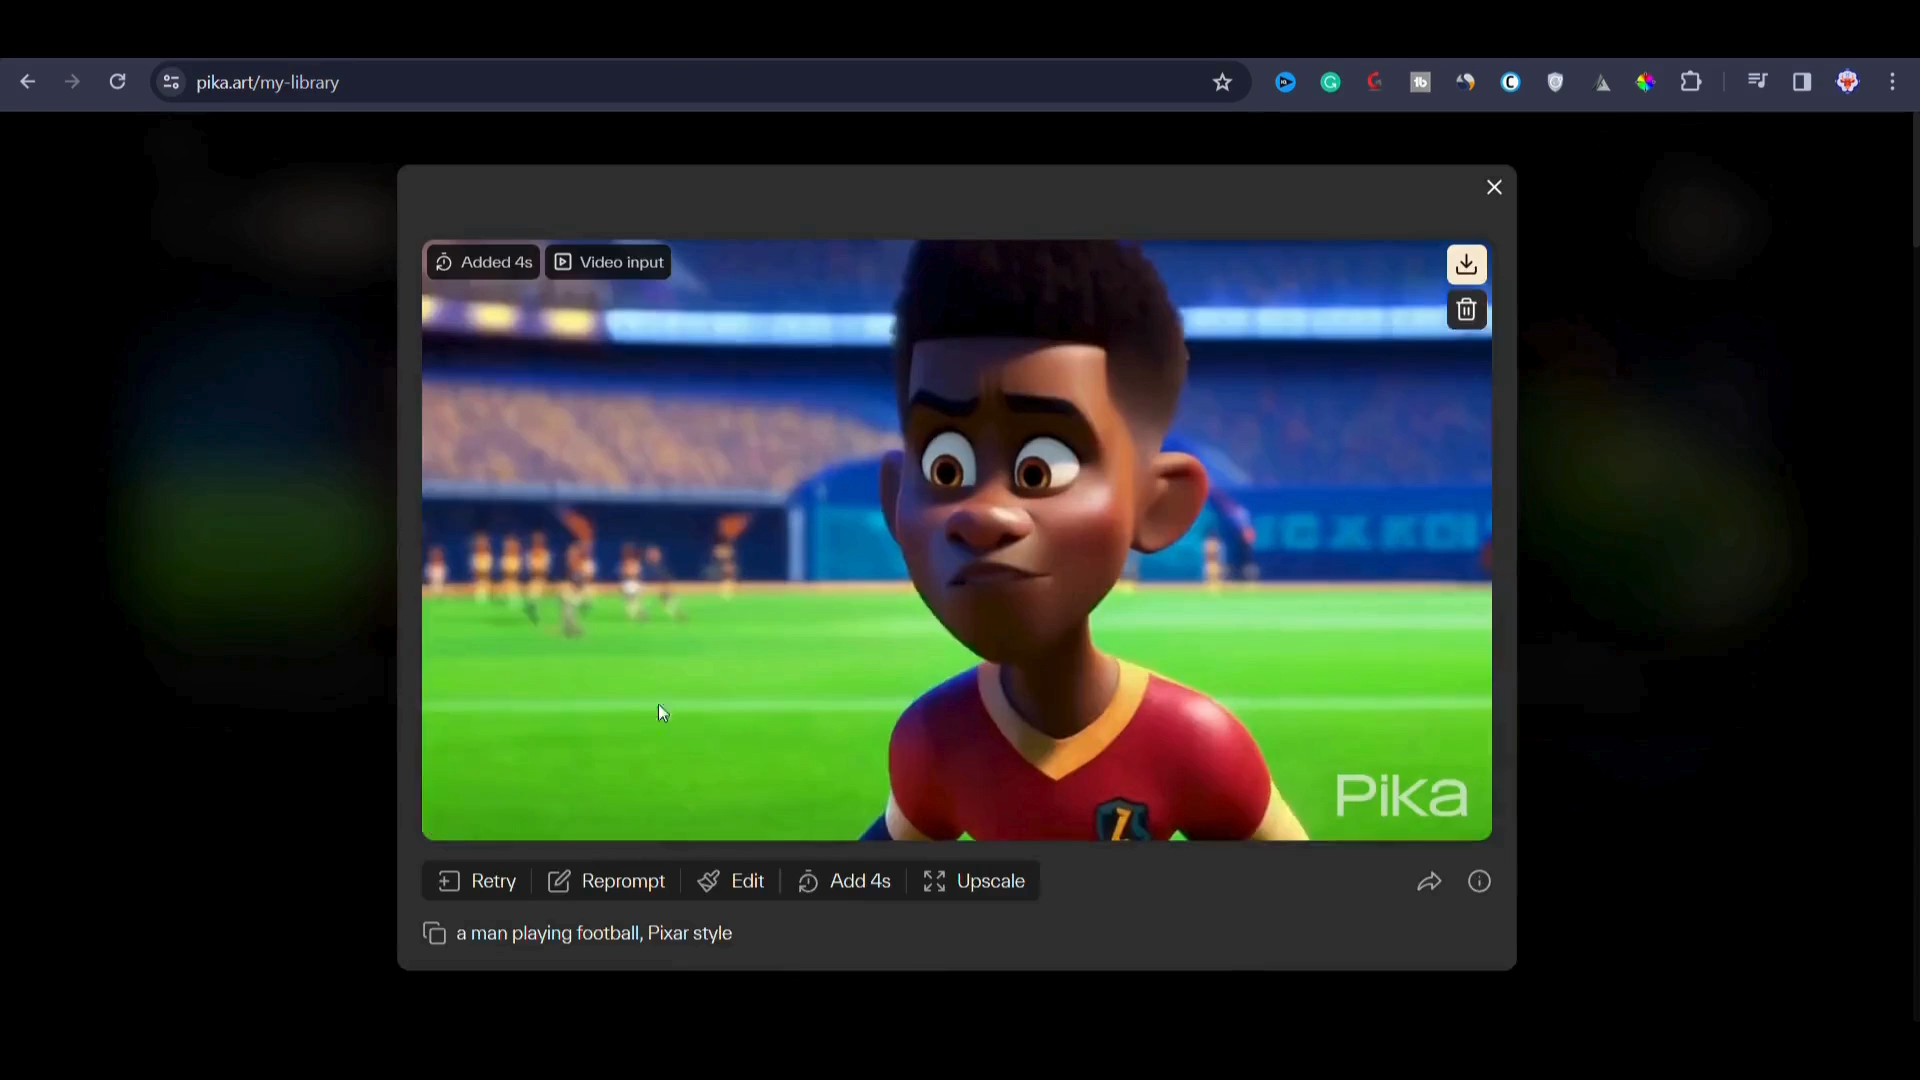 pika.art/my-library
Added 4s
Video input
Pika
Retry
Reprompt
Edit
Add 4s
Upscale
a man playing football, Pixar style